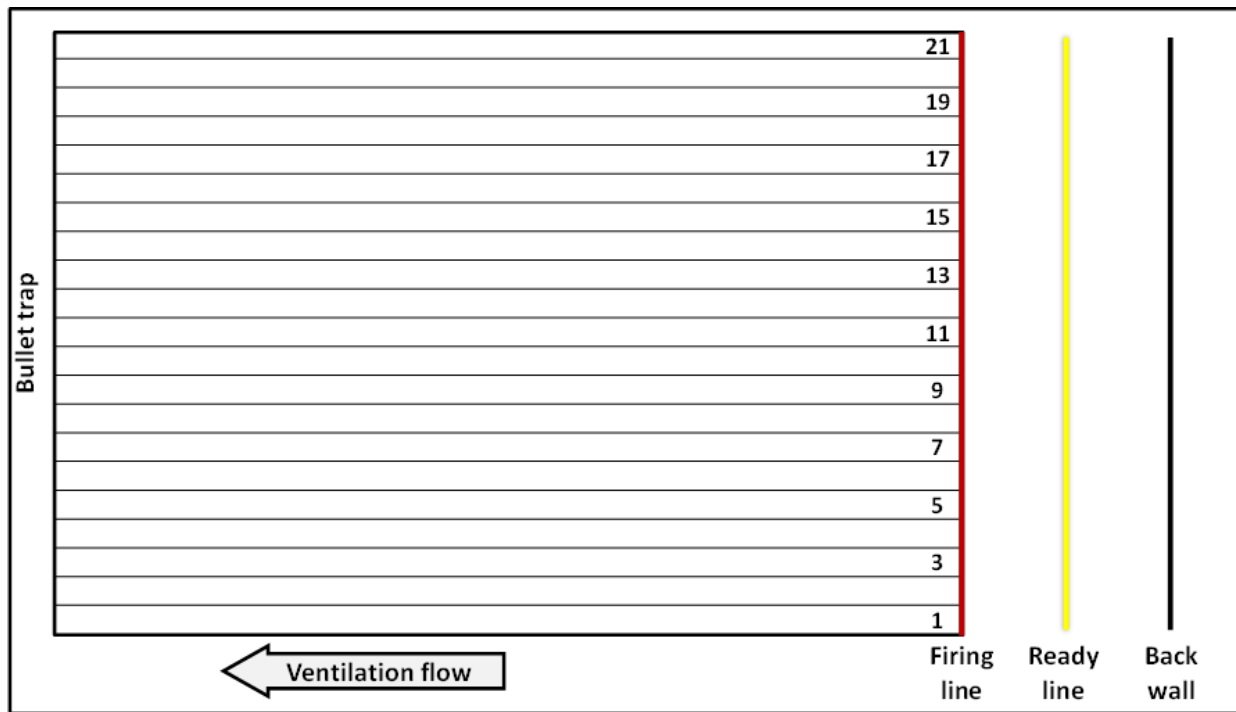 21
19
17
15
13
11
9
7
5
3
1
Bullet trap
Ventilation flow
Firing
line
Ready
line
Back
wall